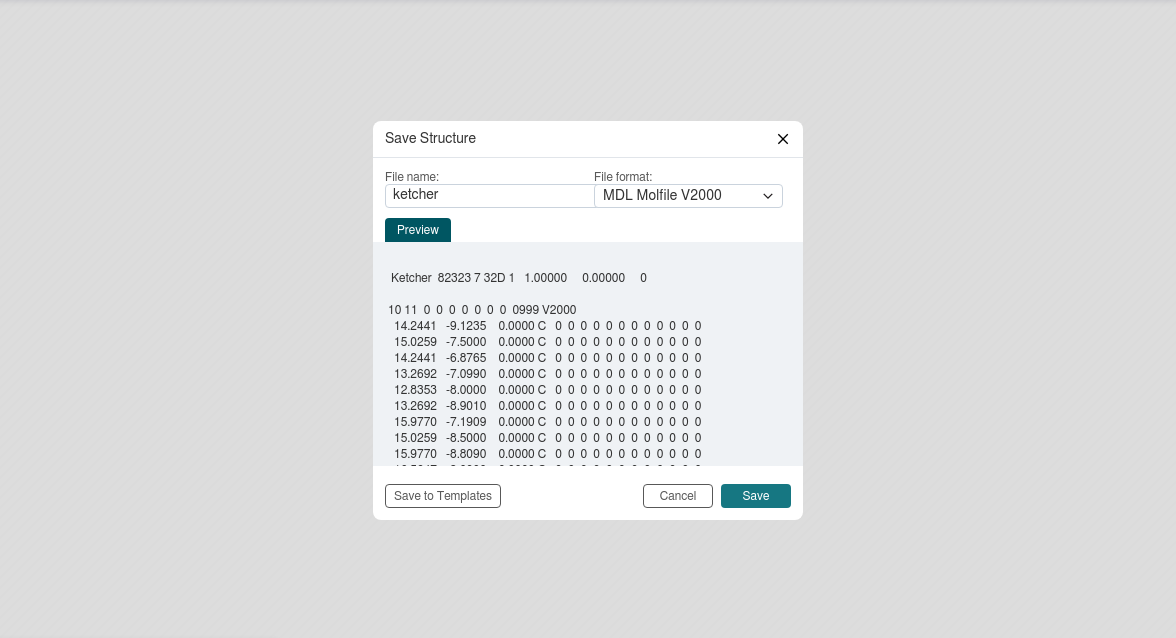 Save Structure
File name:
File format:
ketcher
MDL Molfile V2000
Preview
Ketcher 82323 7 32D 1 1.00000 0.00000 0
10 11 0 0 0 0 0 0 0 0999 V2000
14.2441 -9.1235 0.0000 C 0 0 0 0 0 0 0 0 0 0 0 0
15.0259 -7.5000 0.0000 C 0 0 0 0 0 0 0 0 0 0 0 0
14.2441 -6.8765 0.0000 C 0 0 0 0 0 0 0 0 0 0 0 0
13.2692 -7.0990 0.0000 C 0 0 0 0 0 0 0 0 0 0 0 0
12.8353 -8.0000 0.0000 C 0 0 0 0 0 0 0 0 0 0 0 0
13.2692 -8.9010 0.0000 C 0 0 0 0 0 0 0 0 0 0 0 0
15.9770 -7.1909 0.0000 C 0 0 0 0 0 0 0 0 0 0 0 0
15.0259 -8.5000 0.0000 C 0 0 0 0 0 0 0 0 0 0 0 0
15.9770 -8.8090 0.0000 C 0 0 0 0 0 0 0 0 0 0 0 0
Save to Templates
Cancel
Save